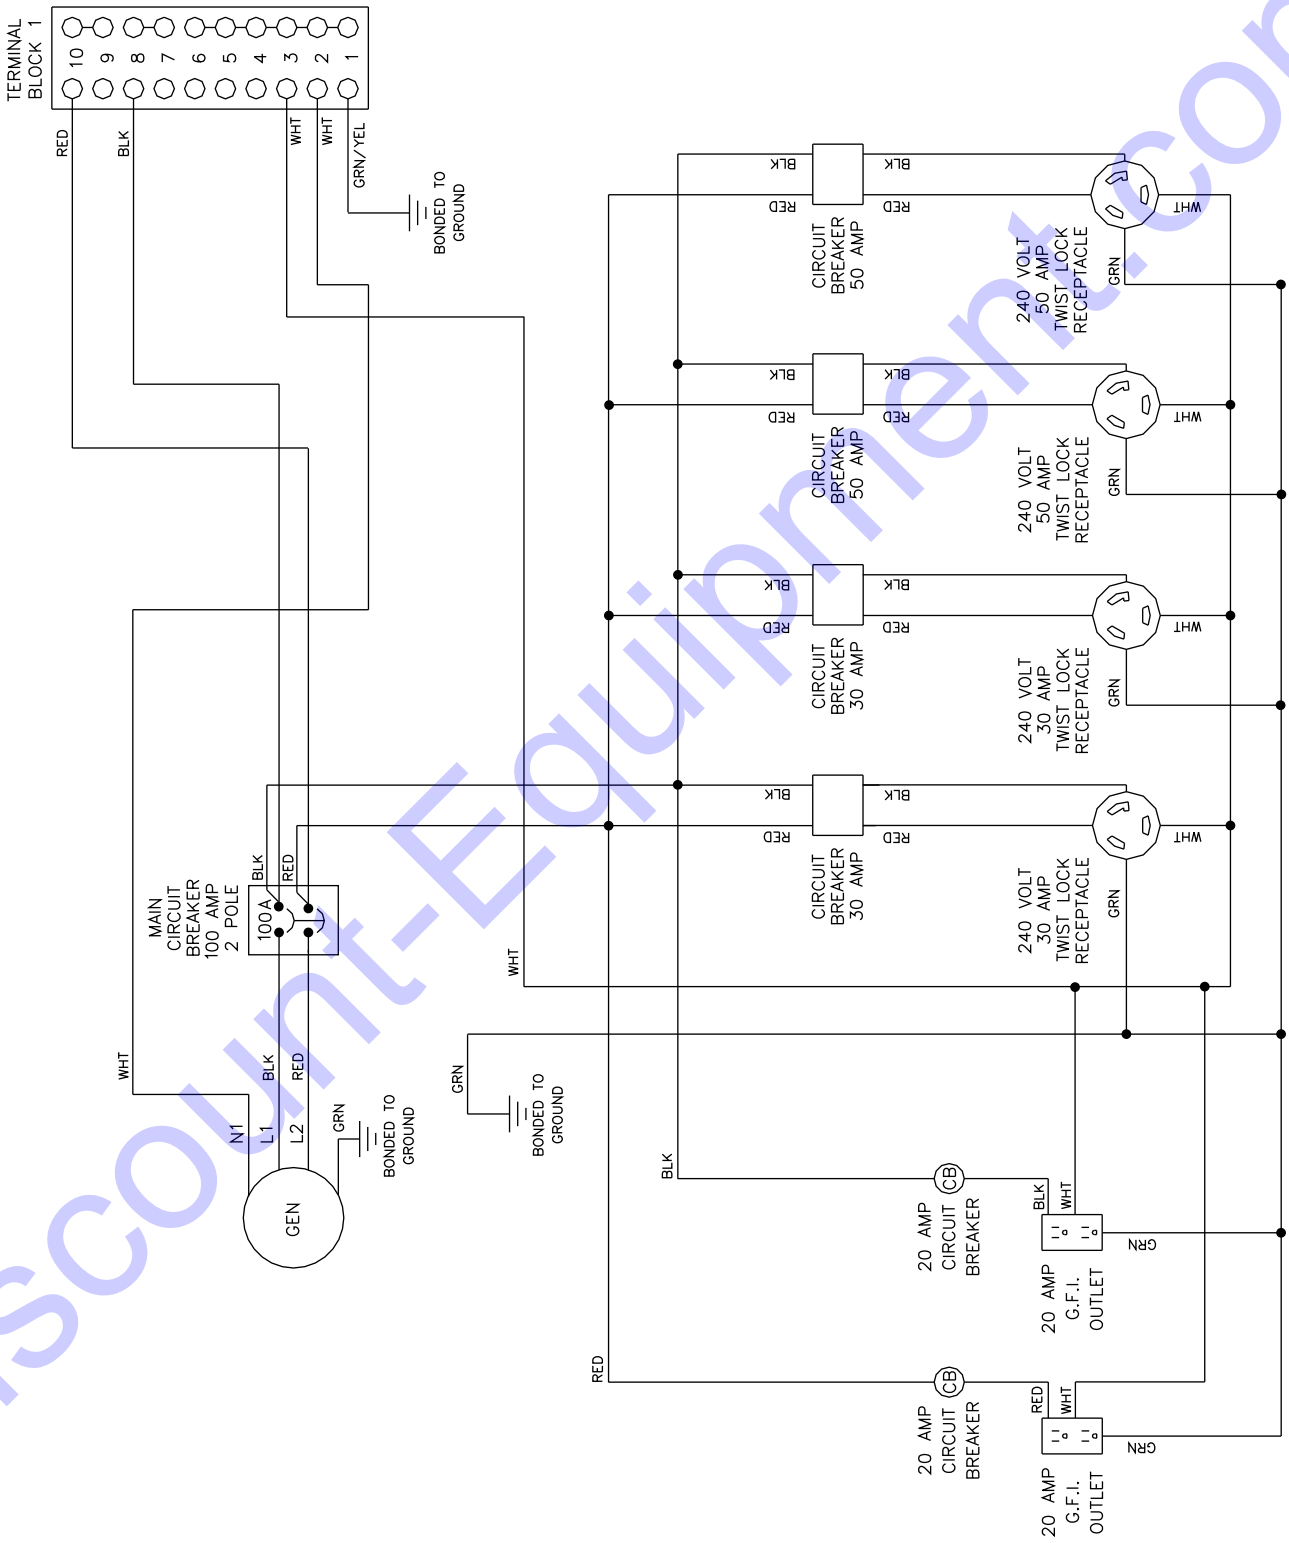 TERMINAL
BLOCK 1
10
9
8
7
6
5
4
3
2
1
RED
BLK
WHT
WHT
GRN/YEL
BONDED TO
GROUND
BLK
RED
CIRCUIT
BREAKER
50 AMP
BLK
RED
240 VOLT
50 AMP
TWIST LOCK
RECEPTACLE
GRN
WHT
BLK
RED
CIRCUIT
BREAKER
50 AMP
BLK
RED
240 VOLT
50 AMP
TWIST LOCK
RECEPTACLE
GRN
WHT
BLK
RED
CIRCUIT
BREAKER
30 AMP
BLK
RED
240 VOLT
30 AMP
TWIST LOCK
RECEPTACLE
GRN
WHT
BLK
RED
CIRCUIT
BREAKER
30 AMP
BLK
RED
240 VOLT
30 AMP
TWIST LOCK
RECEPTACLE
GRN
WHT
MAIN
CIRCUIT
BREAKER
100 AMP
2 POLE
100A
BLK
RED
WHT
WHT
BLK
RED
N1
L1
L2
GRN
GEN
BONDED TO
GROUND
GRN
BONDED TO
GROUND
BLK
CB
20 AMP
CIRCUIT
BREAKER
BLK
WHT
GRN
20 AMP
G.F.I.
OUTLET
RED
CB
20 AMP
CIRCUIT
BREAKER
RED
WHT
GRN
20 AMP
G.F.I.
OUTLET
iscount-Equipment.com